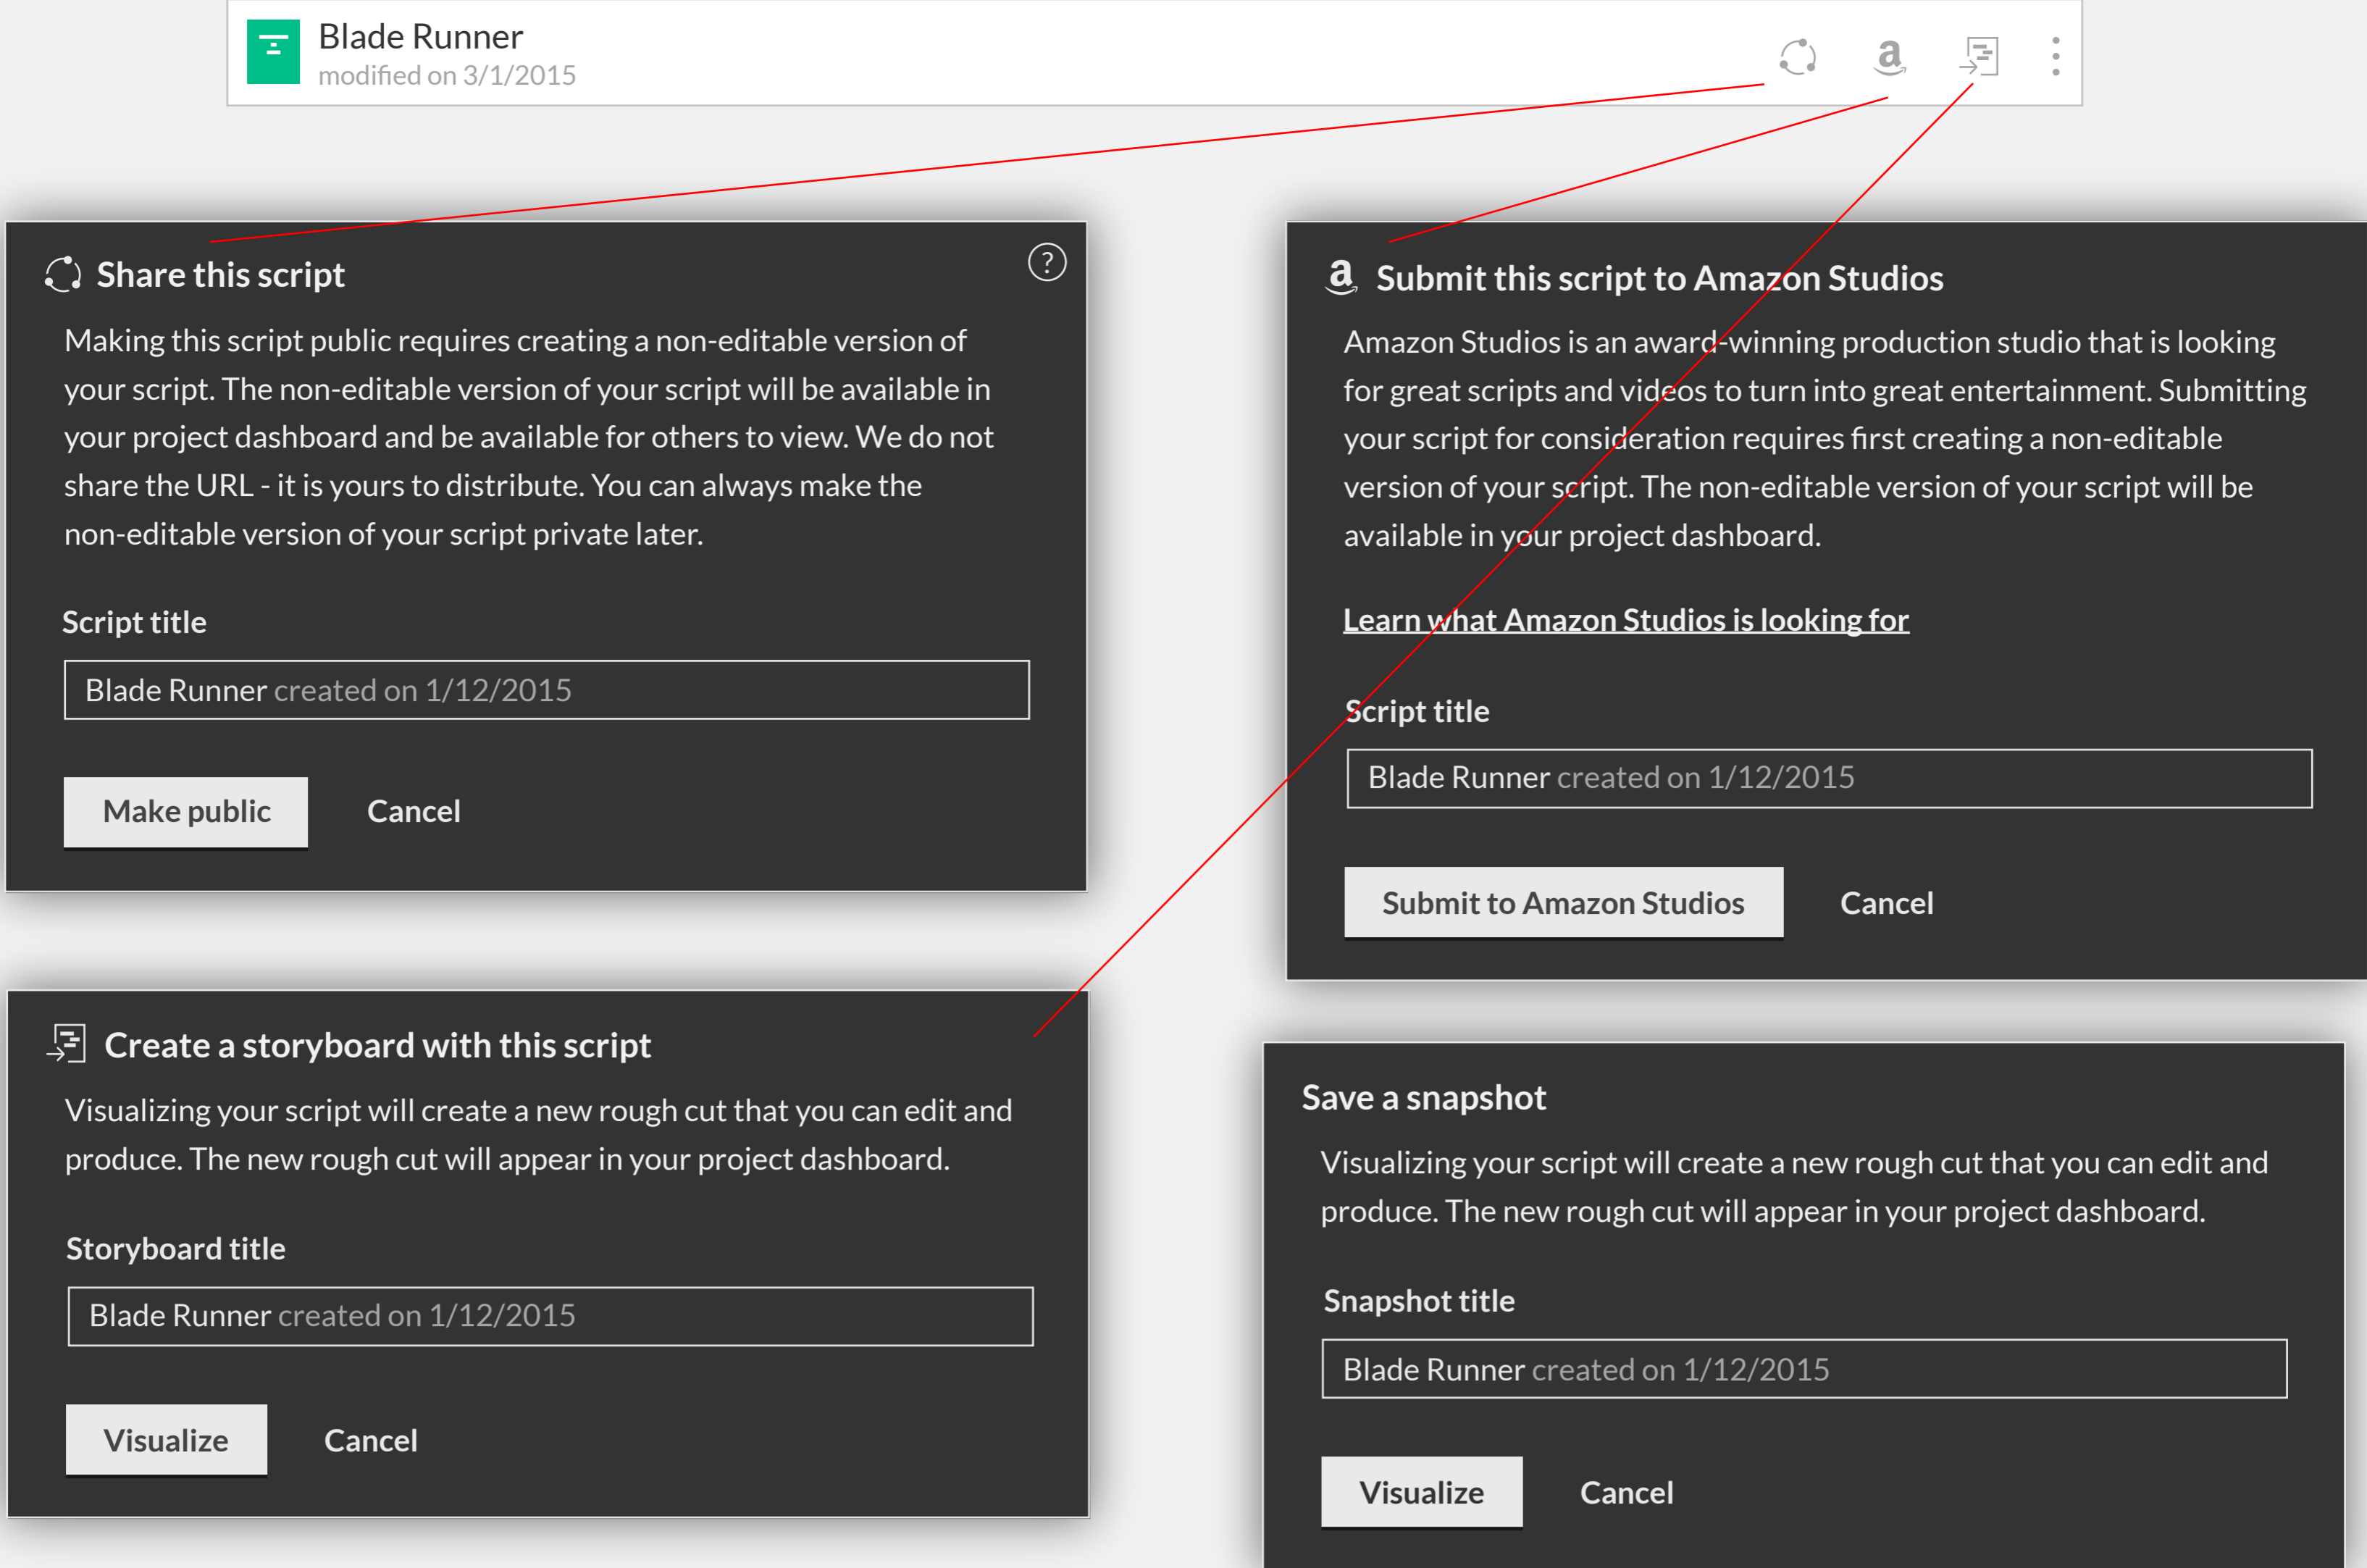 Blade Runner
modified on 3/1/2015
Share this script
?
Making this script public requires creating a non-editable version of
your script. The non-editable version of your script will be available in
your project dashboard and be available for others to view. We do not
share the URL - it is yours to distribute. You can always make the
non-editable version of your script private later.
Script title
Blade Runner created on 1/12/2015
Make public
Cancel
a
Submit this script to Amazon Studios
Amazon Studios is an award-winning production studio that is looking
for great scripts and videos to turn into great entertainment. Submitting
your script for consideration requires first creating a non-editable
version of your script. The non-editable version of your script will be
available in your project dashboard.
Learn what Amazon Studios is looking for
Script title
Blade Runner created on 1/12/2015
Submit to Amazon Studios
Cancel
Create a storyboard with this script
Visualizing your script will create a new rough cut that you can edit and
produce. The new rough cut will appear in your project dashboard.
Storyboard title
Blade Runner created on 1/12/2015
Visualize
Cancel
Save a snapshot
Visualizing your script will create a new rough cut that you can edit and
produce. The new rough cut will appear in your project dashboard.
Snapshot title
Blade Runner created on 1/12/2015
Visualize
Cancel